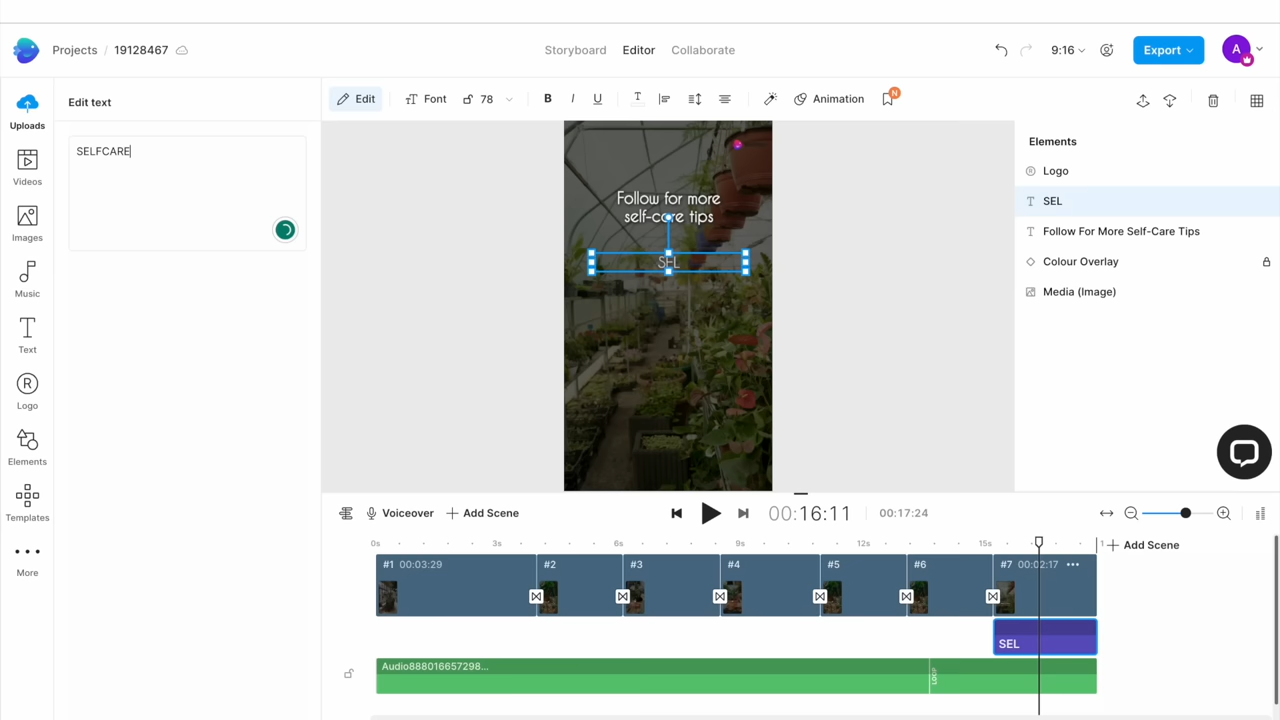 Projects / 19128467
Storyboard Editor Collaborate
9:16
Export
A
Edit text
Edit Font 78 B I U T Animation N
Uploads
Videos
Images
Music
Text
Logo
Elements
Templates
More
SELFCARE
Follow for more
self-care tips
SEL
Elements
Logo
SEL
Follow For More Self-Care Tips
Colour Overlay
Media (Image)
Voiceover + Add Scene 00:16:11 00:17:24
0s 3s 6s 9s 12s 15s 1
+ Add Scene
#1 00:03:29 #2 #3 #4 #5 #6 #7 00:02:17
SEL
Audio888016657298...